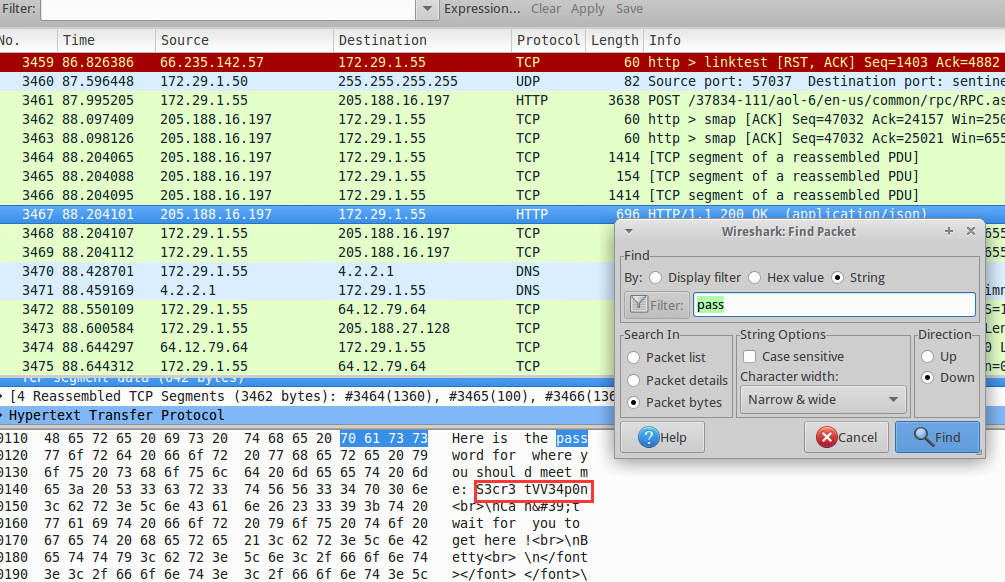 Filter: Expression... Clear Apply Save
No. Time Source Destination Protocol Length Info
3459 86.826386 66.235.142.57 TCP 60 http > linktest [RST, ACK] Seq=1403 Ack=4882
3460 87.596448 172.29.1.50 255.255.255.255 UDP 82 Source port: 57037 Destination port: sentine
3461 87.995205 172.29.1.55 205.188.16.197 HTTP 3638 POST /37834-111/aol-6/en-us/common/rpc/RPC.as
3462 88.097409 205.188.16.197 172.29.1.55 TCP 60 http > smap [ACK] Seq=47032 Ack=24157 Win=250
3463 88.098126 205.188.16.197 172.29.1.55 TCP 60 http > smap [ACK] Seq=47032 Ack=25021 Win=655
3464 88.204065 205.188.16.197 172.29.1.55 TCP 1414 [TCP segment of a reassembled PDU]
3465 88.204088 205.188.16.197 172.29.1.55 TCP 154 [TCP segment of a reassembled PDU]
3466 88.204095 205.188.16.197 172.29.1.55 TCP 1414 [TCP segment of a reassembled PDU]
3467 88.204101 205.188.16.197 172.29.1.55 HTTP 696 HTTP/1.1 200 OK (application/json)
3468 88.204107 172.29.1.55 205.188.16.197 TCP 655
3469 88.204112 172.29.1.55 205.188.16.197 TCP 655
3470 88.428701 172.29.1.55 4.2.2.1 DNS
3471 88.459169 4.2.2.1 172.29.1.55 DNS imn
3472 88.550109 172.29.1.55 64.12.79.64 TCP S=1
3473 88.600584 172.29.1.55 205.188.27.128 TCP Len
3474 88.644297 64.12.79.64 172.29.1.55 TCP 0 L
3475 88.644312 172.29.1.55 64.12.79.64 TCP n=0
TCP segment data (642 bytes)
[4 Reassembled TCP Segments (3462 bytes): #3464(1360), #3465(100), #3466(136
Hypertext Transfer Protocol
0110 48 65 72 65 20 69 73 20 74 68 65 20 70 61 73 73 Here is the pass
0120 77 6f 72 64 20 66 6f 72 20 77 68 65 72 65 20 79 word for where y
0130 6f 75 20 73 68 6f 75 6c 64 20 6d 65 65 74 20 6d ou shoul d meet m
0140 65 3a 20 53 33 63 72 33 74 56 56 33 34 70 30 6e e: S3cr3 tVV34p0n
0150 3c 62 72 3e 5c 6e 43 61 6e 26 23 33 39 3b 74 20 <br>\nCa n&#39;t
0160 77 61 69 74 20 66 6f 72 20 79 6f 75 20 74 6f 20 wait for you to
0170 67 65 74 20 68 65 72 65 21 3c 62 72 3e 5c 6e 42 get here !<br>\nB
0180 65 74 74 79 3c 62 72 3e 5c 6e 3c 2f 66 6f 6e 74 etty<br> \n</font
0190 3e 3c 2f 66 6f 6e 74 3e 3c 2f 66 6f 6e 74 3e 5c ></font> </font>\
Wireshark: Find Packet
Find
By: Display filter Hex value String
Filter: pass
Search In
Packet list
Packet details
Packet bytes
String Options
Case sensitive
Character width:
Narrow & wide
Direction
Up
Down
Help Cancel Find